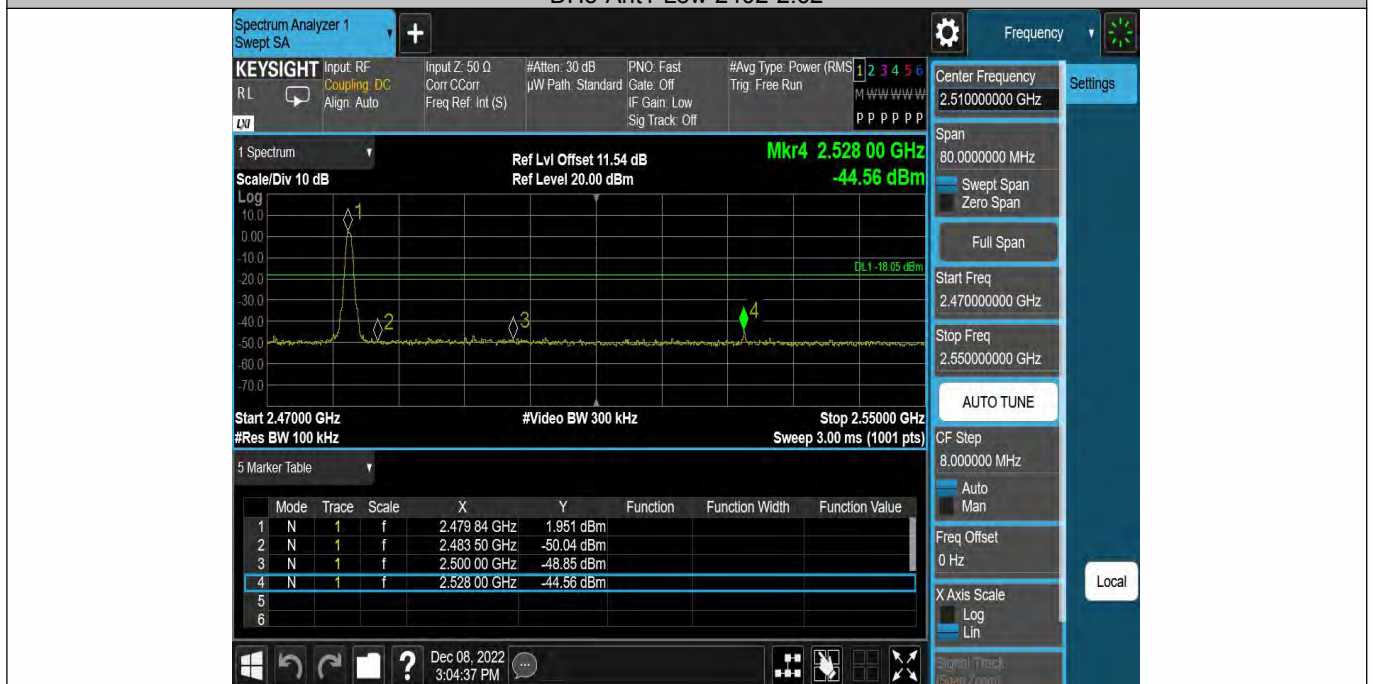 Spectrum Analyzer 1
Swept SA
+
Frequency
KEYSIGHT
RL
LXI
Input: RF
Coupling: DC
Align: Auto
Input Z: 50 Ω
Corr CCorr
Freq Ref: Int (S)
#Atten: 30 dB
µW Path: Standard
PNO: Fast
Gate: Off
IF Gain: Low
Sig Track: Off
#Avg Type: Power (RMS
Trig: Free Run
1 2 3 4 5 6
M W W W W W
P P P P P P
1 Spectrum
Scale/Div 10 dB
Ref Lvl Offset 11.54 dB
Ref Level 20.00 dBm
Mkr4 2.528 00 GHz
-44.56 dBm
Log
10.0
0.00
-10.0
-20.0
-30.0
-40.0
-50.0
-60.0
-70.0
1
2
3
4
DL1 -18.05 dBm
Start 2.47000 GHz
#Video BW 300 kHz
Stop 2.55000 GHz
#Res BW 100 kHz
Sweep 3.00 ms (1001 pts)
5 Marker Table
Mode Trace Scale X Y Function Function Width Function Value
1 N 1 f 2.479 84 GHz 1.951 dBm
2 N 1 f 2.483 50 GHz -50.04 dBm
3 N 1 f 2.500 00 GHz -48.85 dBm
4 N 1 f 2.528 00 GHz -44.56 dBm
5
6
?
Dec 08, 2022
3:04:37 PM
Center Frequency
2.510000000 GHz
Settings
Span
80.0000000 MHz
Swept Span
Zero Span
Full Span
Start Freq
2.470000000 GHz
Stop Freq
2.550000000 GHz
AUTO TUNE
CF Step
8.000000 MHz
Auto
Man
Freq Offset
0 Hz
X Axis Scale
Log
Lin
Local
Signal Track
(Span Zoom)